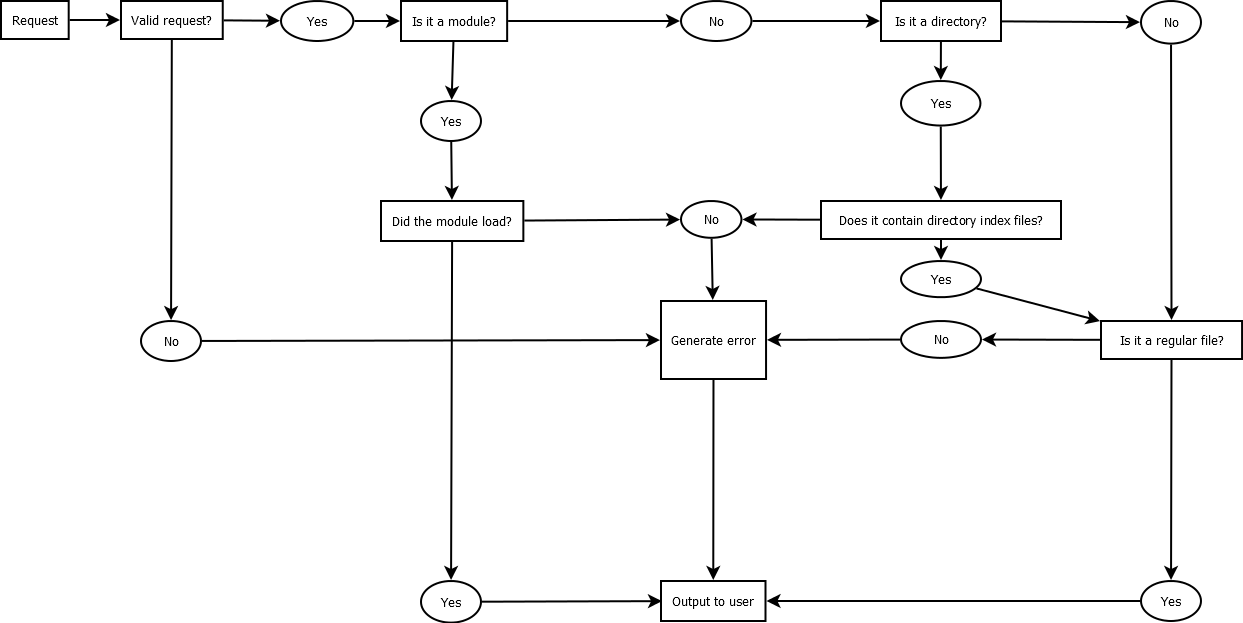 Request
Valid request?
Yes
Is it a module?
No
Is it a directory?
No
Yes
Yes
Did the module load?
No
Does it contain directory index files?
Yes
No
Generate error
No
Is it a regular file?
Yes
Output to user
Yes